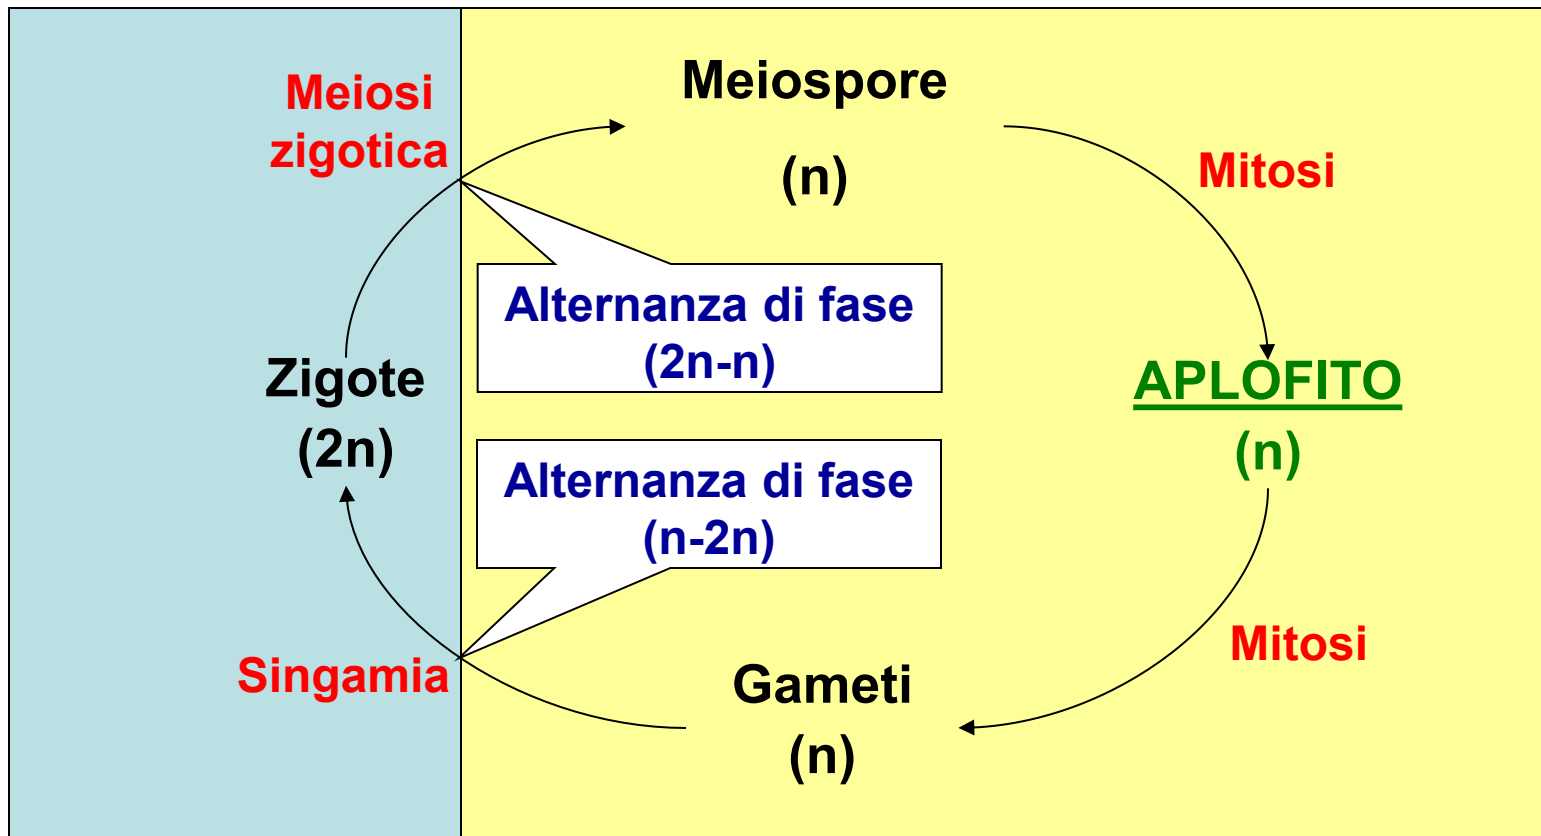 Meiosi
zigotica
Meiospore
(n)
Mitosi
Alternanza di fase
(2n-n)
Zigote
(2n)
APLOFITO
(n)
Alternanza di fase
(n-2n)
Singamia
Gameti
(n)
Mitosi